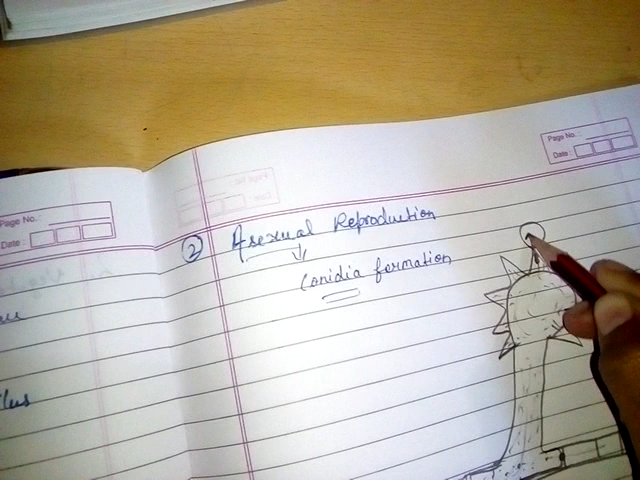 Page No.
Date:
Page No.
Date:
② Asexual Reproduction
↓
Conidia formation